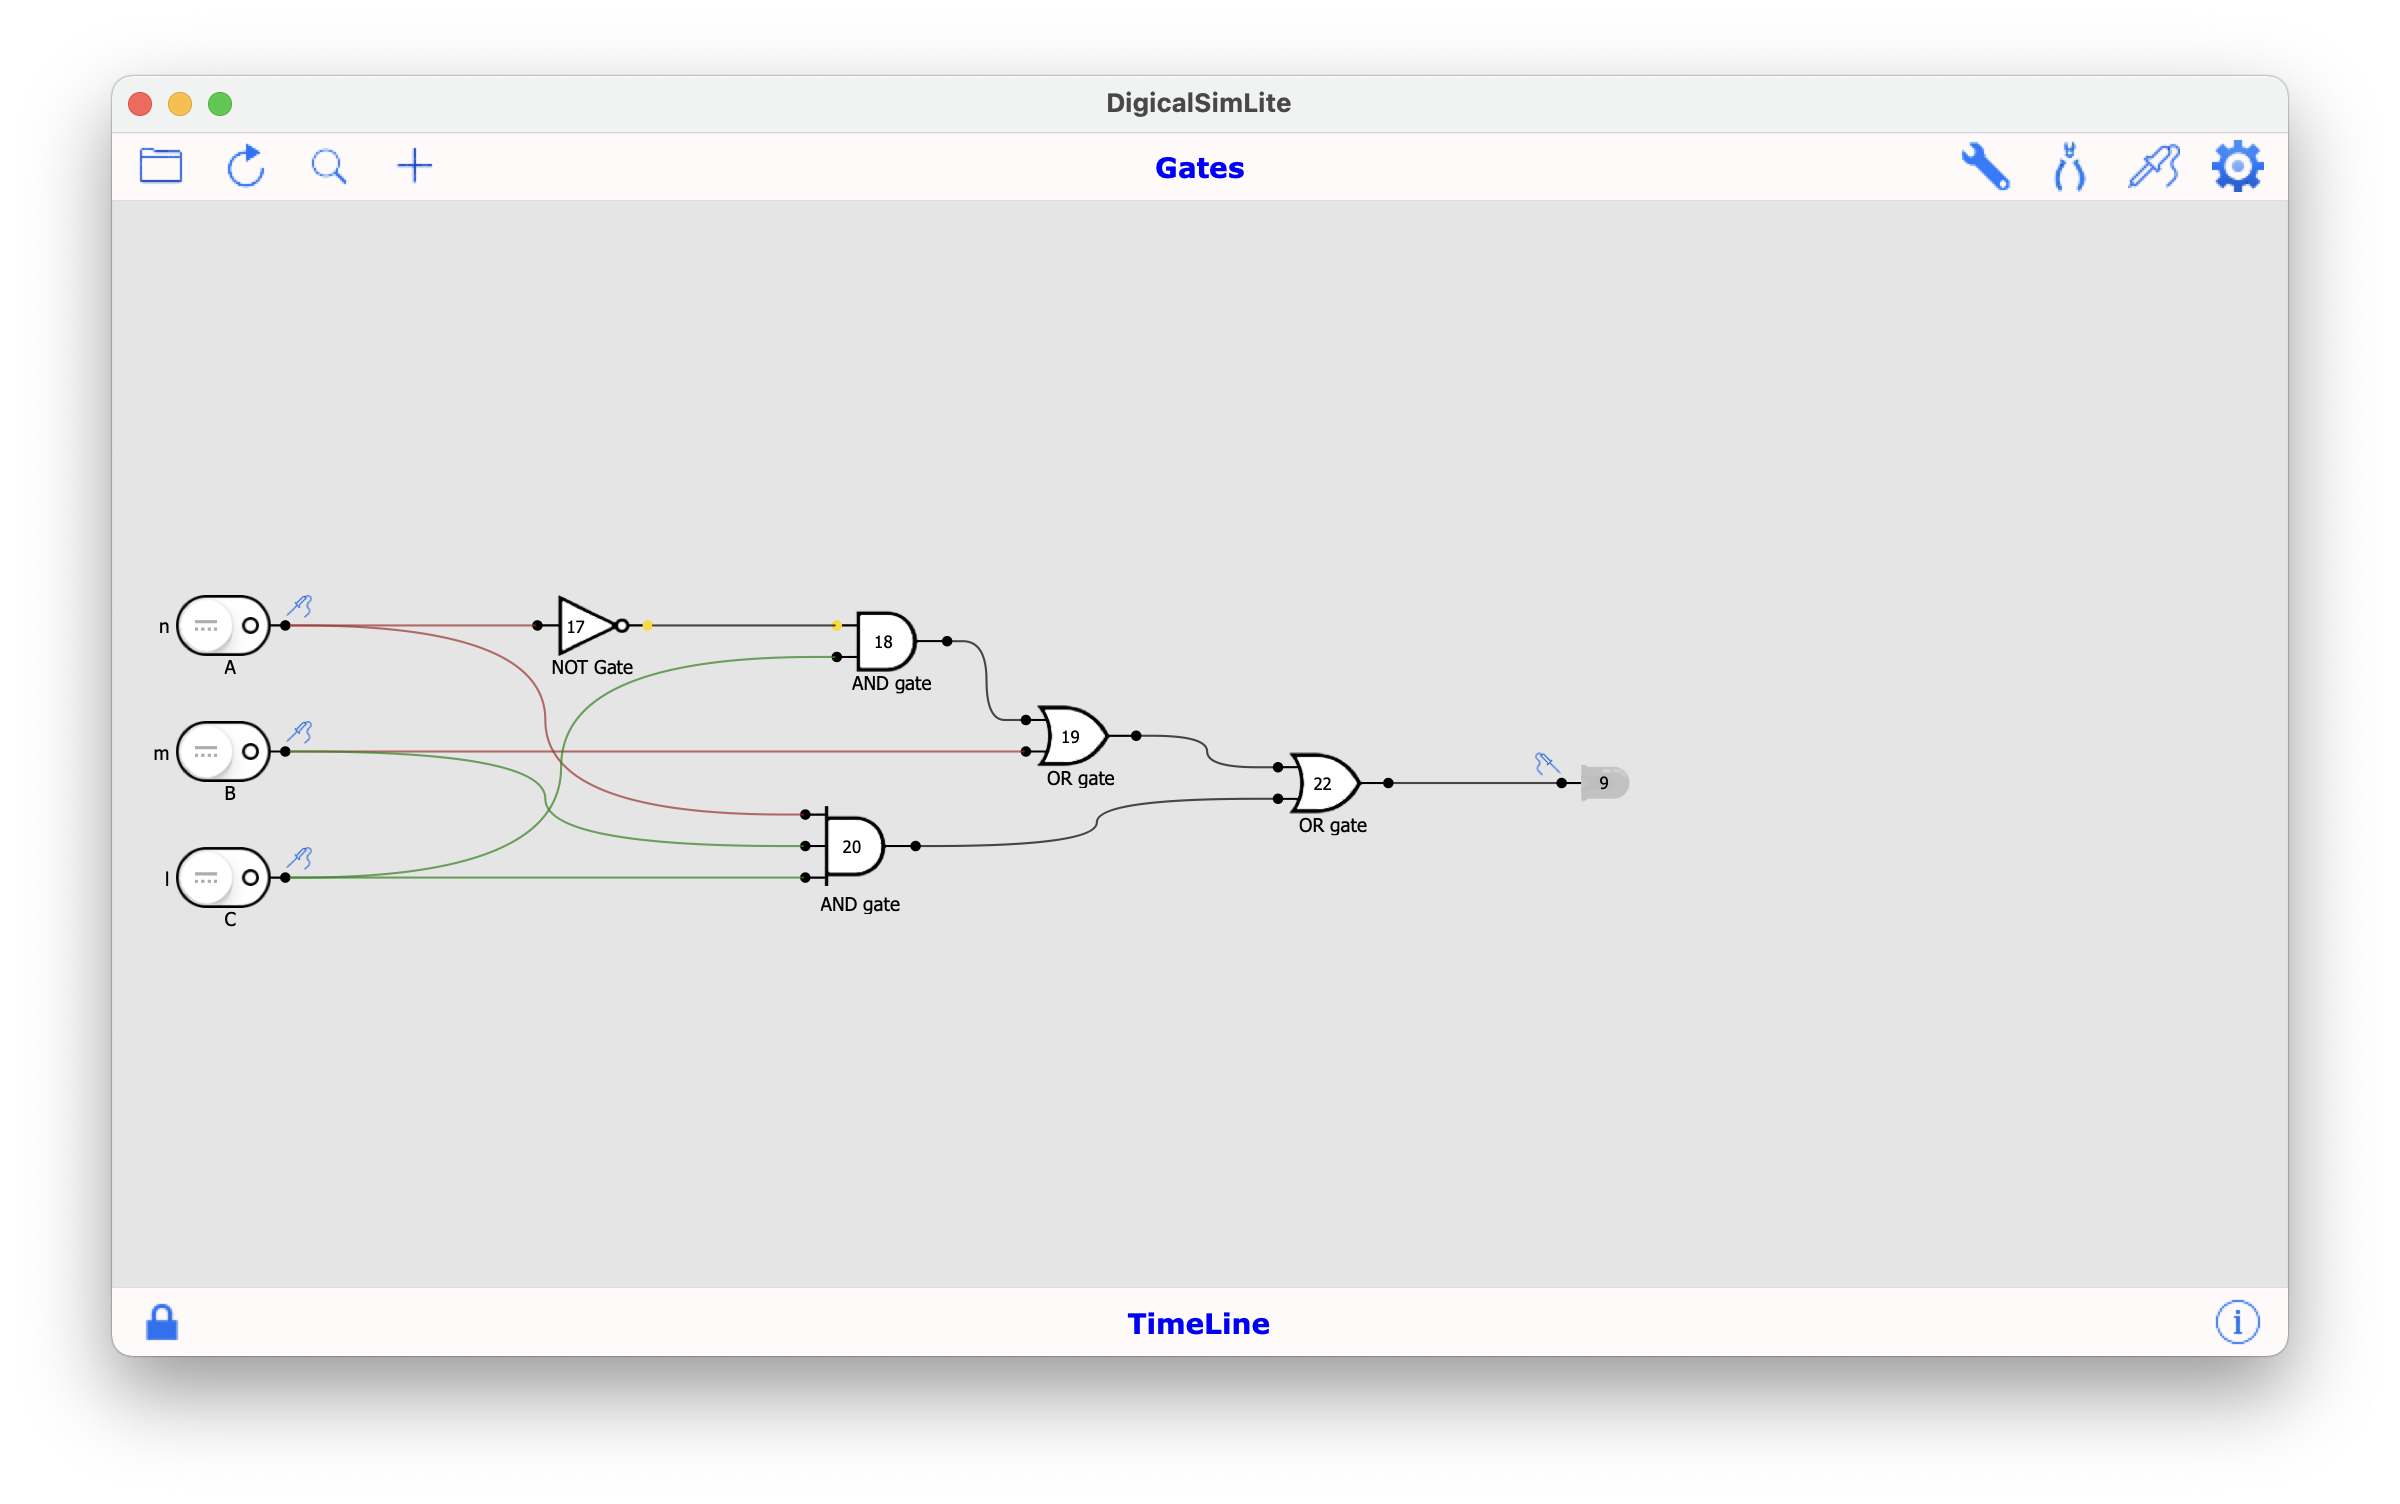 DigicalSimLite
Gates
n
A
17
NOT Gate
18
AND gate
m
B
19
OR gate
22
OR gate
9
l
C
20
AND gate
TimeLine
i